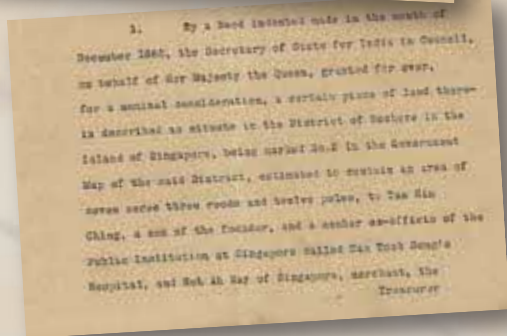 1. By a Deed indented made in the month of
December 1860, the Secretary of State for India in Council,
on behalf of Her Majesty the Queen, granted for ever,
for a nominal consideration, a certain piece of land there-
in described as situate in the District of Rochore in the
island of Singapore, being marked No.2 in the Government
Map of the said District, estimated to contain an area of
seven acres three roods and twelve poles, to Tan Kim
Ching, a son of the founder, and a member ex-officio of the
Public Institution at Singapore called Tan Tock Seng's
Hospital, and Ah of Singapore, merchant, the
Treasurer